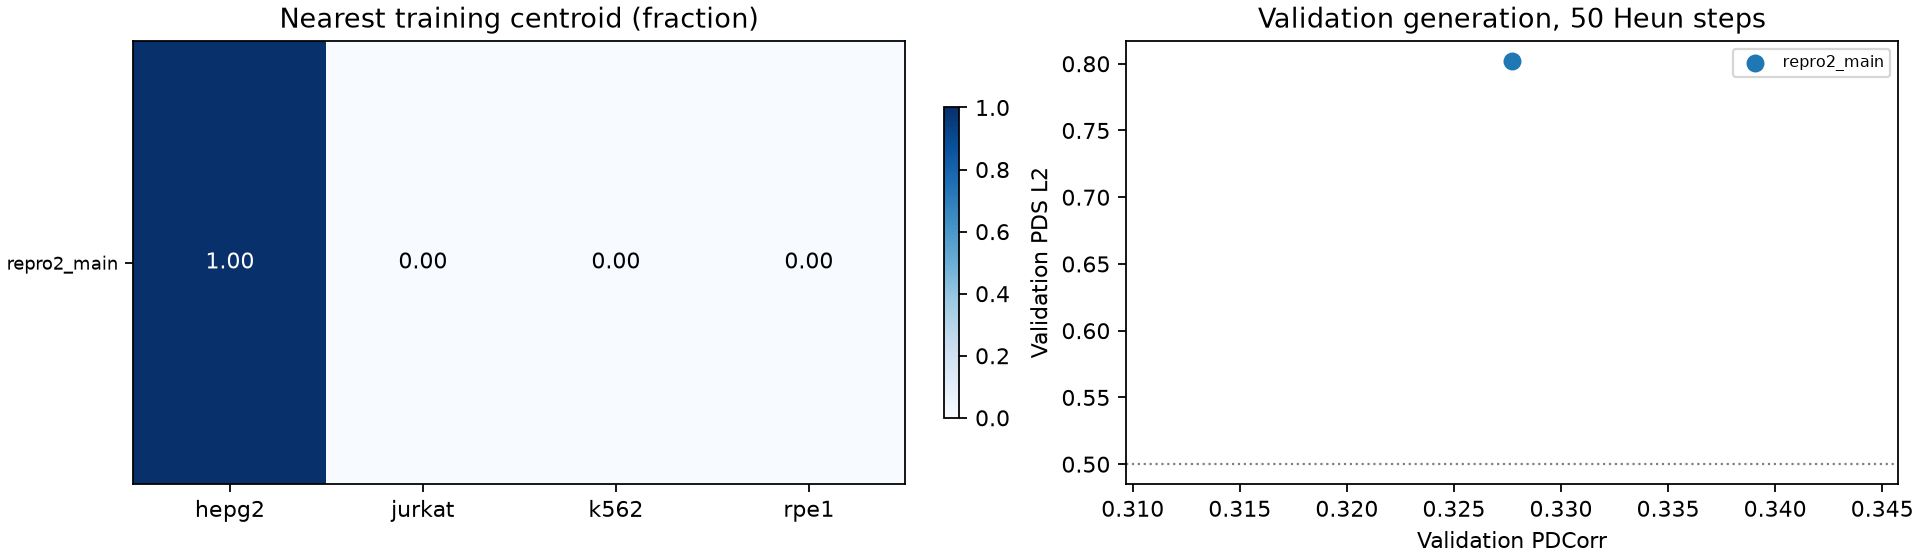 Nearest training centroid (fraction)
repro2_main
1.00
0.00
0.00
0.00
hepg2
jurkat
k562
rpe1
1.0
0.8
0.6
0.4
0.2
0.0
Validation generation, 50 Heun steps
repro2_main
Validation PDS L2
0.80
0.75
0.70
0.65
0.60
0.55
0.50
0.310
0.315
0.320
0.325
0.330
0.335
0.340
0.345
Validation PDCorr